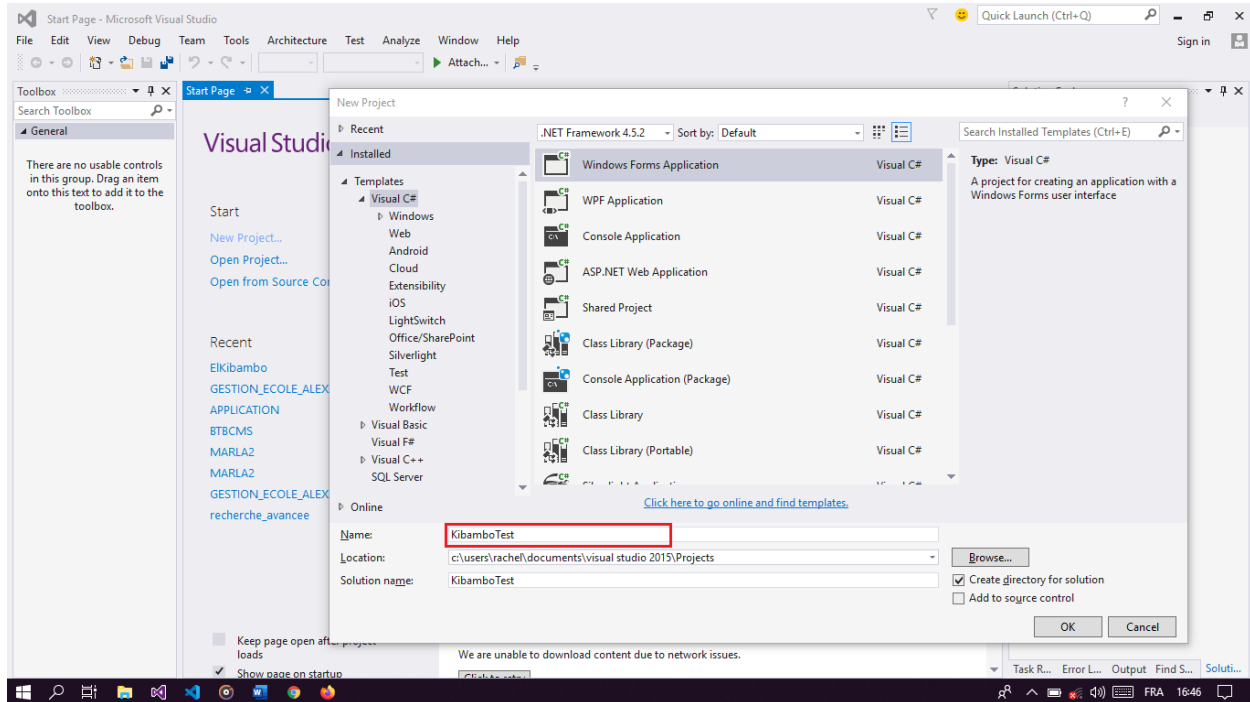 Start Page - Microsoft Visual Studio
Quick Launch (Ctrl+Q)
File Edit View Debug Team Tools Architecture Test Analyze Window Help
Sign in
Attach...
Toolbox
Search Toolbox
General
There are no usable controls
in this group. Drag an item
onto this text to add it to the
toolbox.
Start Page
Visual Studio
Start
New Project...
Open Project...
Open from Source Con
Recent
ElKibambo
GESTION_ECOLE_ALEX
APPLICATION
BTBCMS
MARLA2
MARLA2
GESTION_ECOLE_ALEX
recherche_avancee
Keep page open after project
loads
Show page on startup
We are unable to download content due to network issues.
Click to retry
New Project
?
Recent
Installed
Templates
Visual C#
Windows
Web
Android
Cloud
Extensibility
iOS
LightSwitch
Office/SharePoint
Silverlight
Test
WCF
Workflow
Visual Basic
Visual F#
Visual C++
SQL Server
Online
.NET Framework 4.5.2 Sort by: Default
Windows Forms Application Visual C#
WPF Application Visual C#
Console Application Visual C#
ASP.NET Web Application Visual C#
Shared Project Visual C#
Class Library (Package) Visual C#
Console Application (Package) Visual C#
Class Library Visual C#
Class Library (Portable) Visual C#
Click here to go online and find templates.
Search Installed Templates (Ctrl+E)
Type: Visual C#
A project for creating an application with a
Windows Forms user interface
Name: KibamboTest
Location: c:\users\rachel\documents\visual studio 2015\Projects
Browse...
Solution name: KibamboTest
Create directory for solution
Add to source control
OK Cancel
Task R... Error L... Output Find S... Soluti...
FRA 16:46